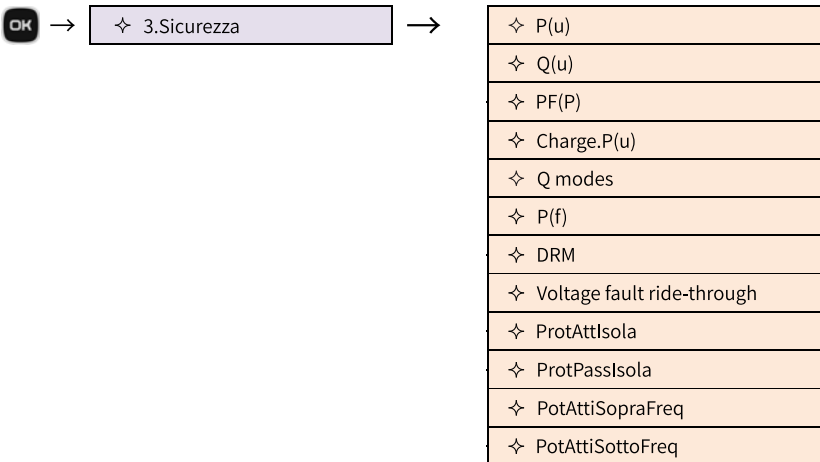 OK
3.Sicurezza
P(u)
Q(u)
PF(P)
Charge.P(u)
Q modes
P(f)
DRM
Voltage fault ride-through
ProtAttIsola
ProtPassIsola
PotAttiSopraFreq
PotAttiSottoFreq